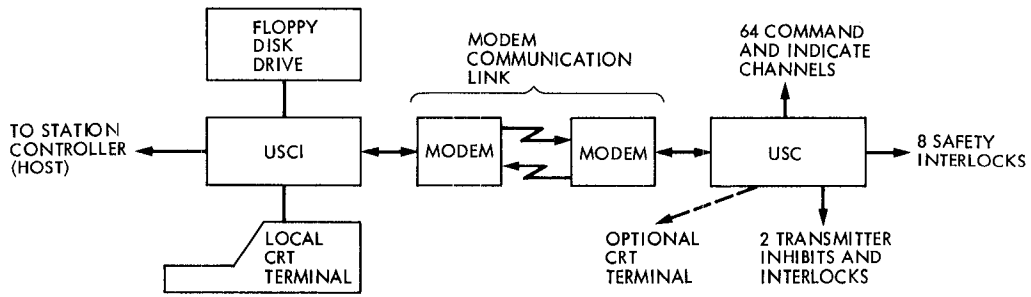 FLOPPY
DISK
DRIVE
MODEM
COMMUNICATION
LINK
64 COMMAND
AND INDICATE
CHANNELS
TO STATION
CONTROLLER
(HOST)
USCI
MODEM
MODEM
USC
8 SAFETY
INTERLOCKS
LOCAL
CRT
TERMINAL
OPTIONAL
CRT
TERMINAL
2 TRANSMITTER
INHIBITS AND
INTERLOCKS